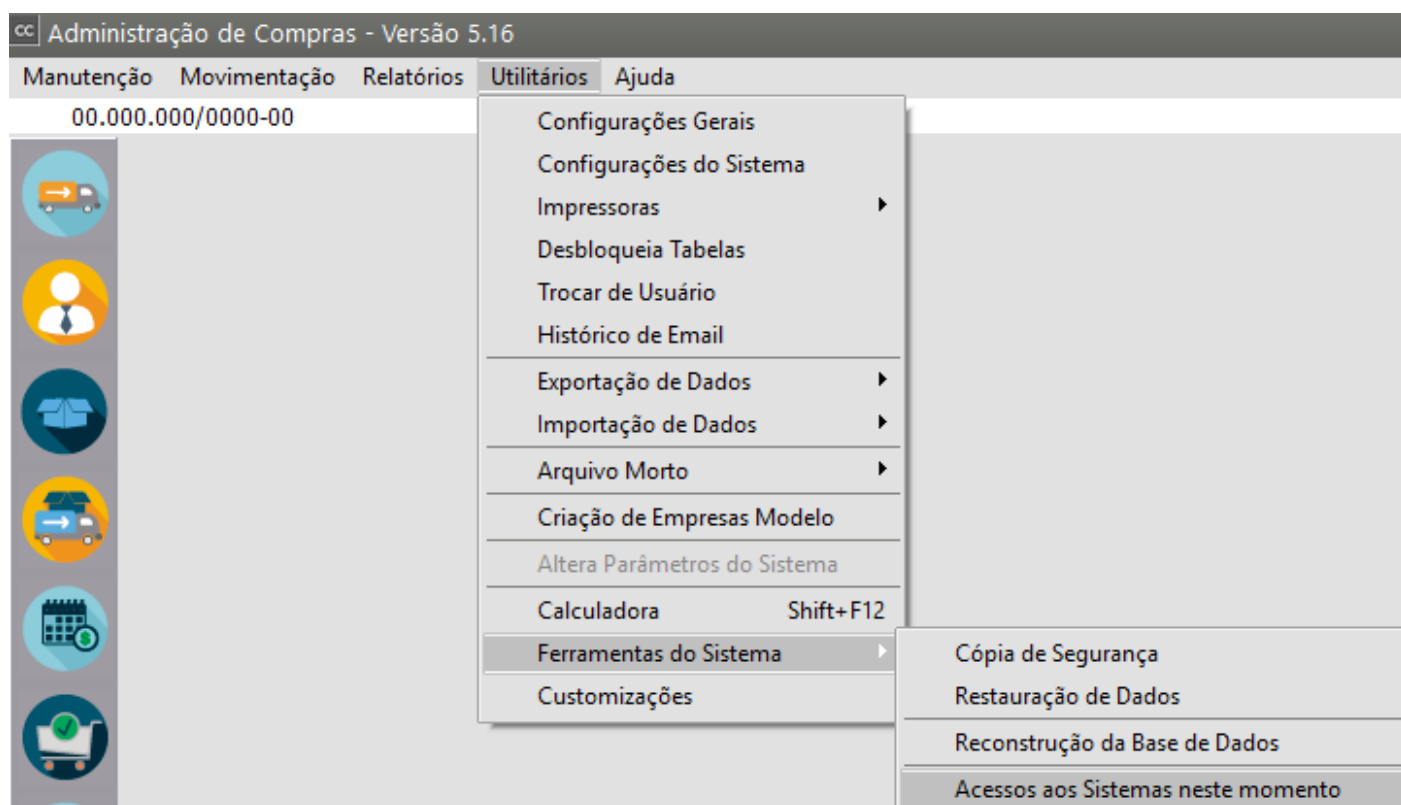 cc Administração de Compras - Versão 5.16
Manutenção Movimentação Relatórios Utilitários Ajuda
00.000.000/0000-00
Configurações Gerais
Configurações do Sistema
Impressoras
Desbloqueia Tabelas
Trocar de Usuário
Histórico de Email
Exportação de Dados
Importação de Dados
Arquivo Morto
Criação de Empresas Modelo
Altera Parâmetros do Sistema
Calculadora Shift+F12
Ferramentas do Sistema
Customizações
Cópia de Segurança
Restauração de Dados
Reconstrução da Base de Dados
Acessos aos Sistemas neste momento